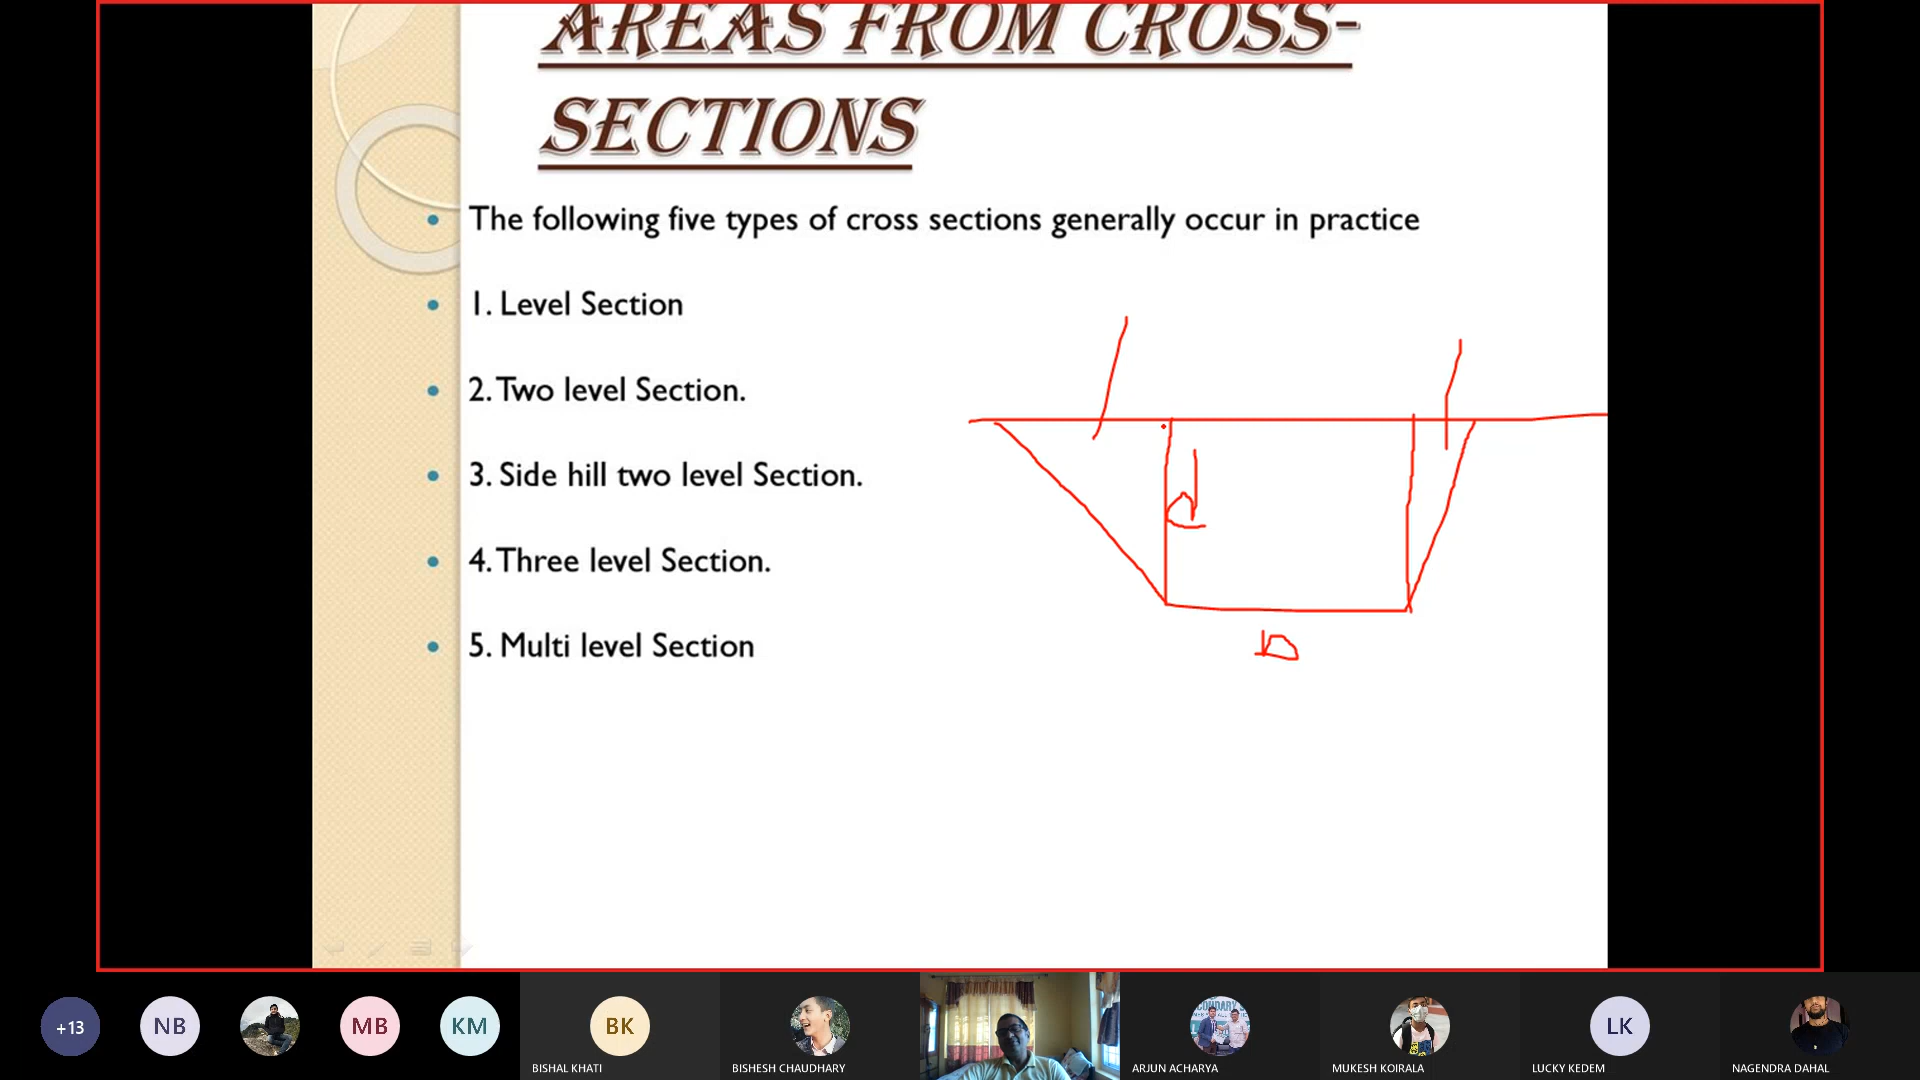 AREAS FROM CROSS-
SECTIONS
• The following five types of cross sections generally occur in practice
• 1. Level Section
• 2. Two level Section.
• 3. Side hill two level Section.
• 4. Three level Section.
• 5. Multi level Section
d
+13
NB
MB
KM
BK
LK
BISHAL KHATI
BISHESH CHAUDHARY
ARJUN ACHARYA
MUKESH KOIRALA
LUCKY KEDEM
NAGENDRA DAHAL